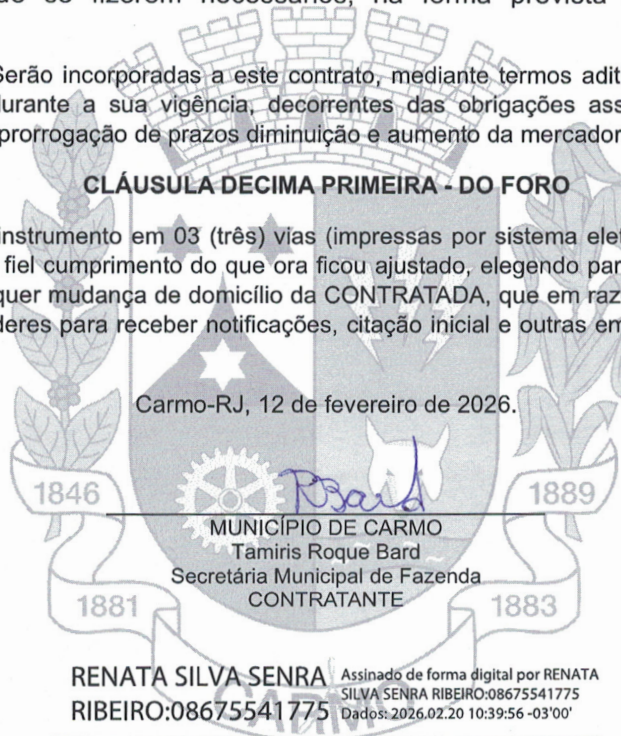 se fizerem necessários, na forma prevista
Serão incorporadas a este contrato, mediante termos adit
durante a sua vigência, decorrentes das obrigações ass
prorrogação de prazos diminuição e aumento da mercador
CLÁUSULA DECIMA PRIMEIRA - DO FORO
instrumento em 03 (três) vias (impressas por sistema elet
fiel cumprimento do que ora ficou ajustado, elegendo par
quer mudança de domicílio da CONTRATADA, que em raz
deres para receber notificações, citação inicial e outras em
Carmo-RJ, 12 de fevereiro de 2026.
RBard
1846
1889
MUNICÍPIO DE CARMO
Tamiris Roque Bard
Secretária Municipal de Fazenda
CONTRATANTE
1881
1883
RENATA SILVA SENRA
RIBEIRO:08675541775
Assinado de forma digital por RENATA
SILVA SENRA RIBEIRO:08675541775
Dados: 2026.02.20 10:39:56 -03'00'
CARMO